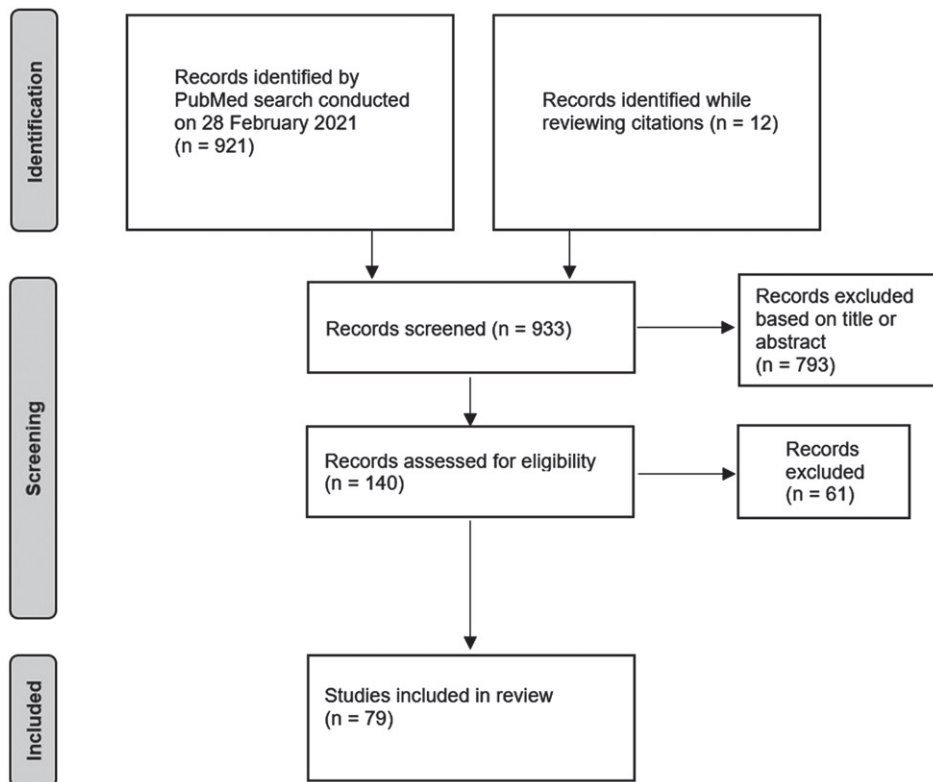 Identification
Records identified by
PubMed search conducted
on 28 February 2021
(n = 921)
Records identified while
reviewing citations (n = 12)
Screening
Records screened (n = 933)
Records excluded
based on title or
abstract
(n = 793)
Records assessed for eligibility
(n = 140)
Records
excluded
(n = 61)
Included
Studies included in review
(n = 79)